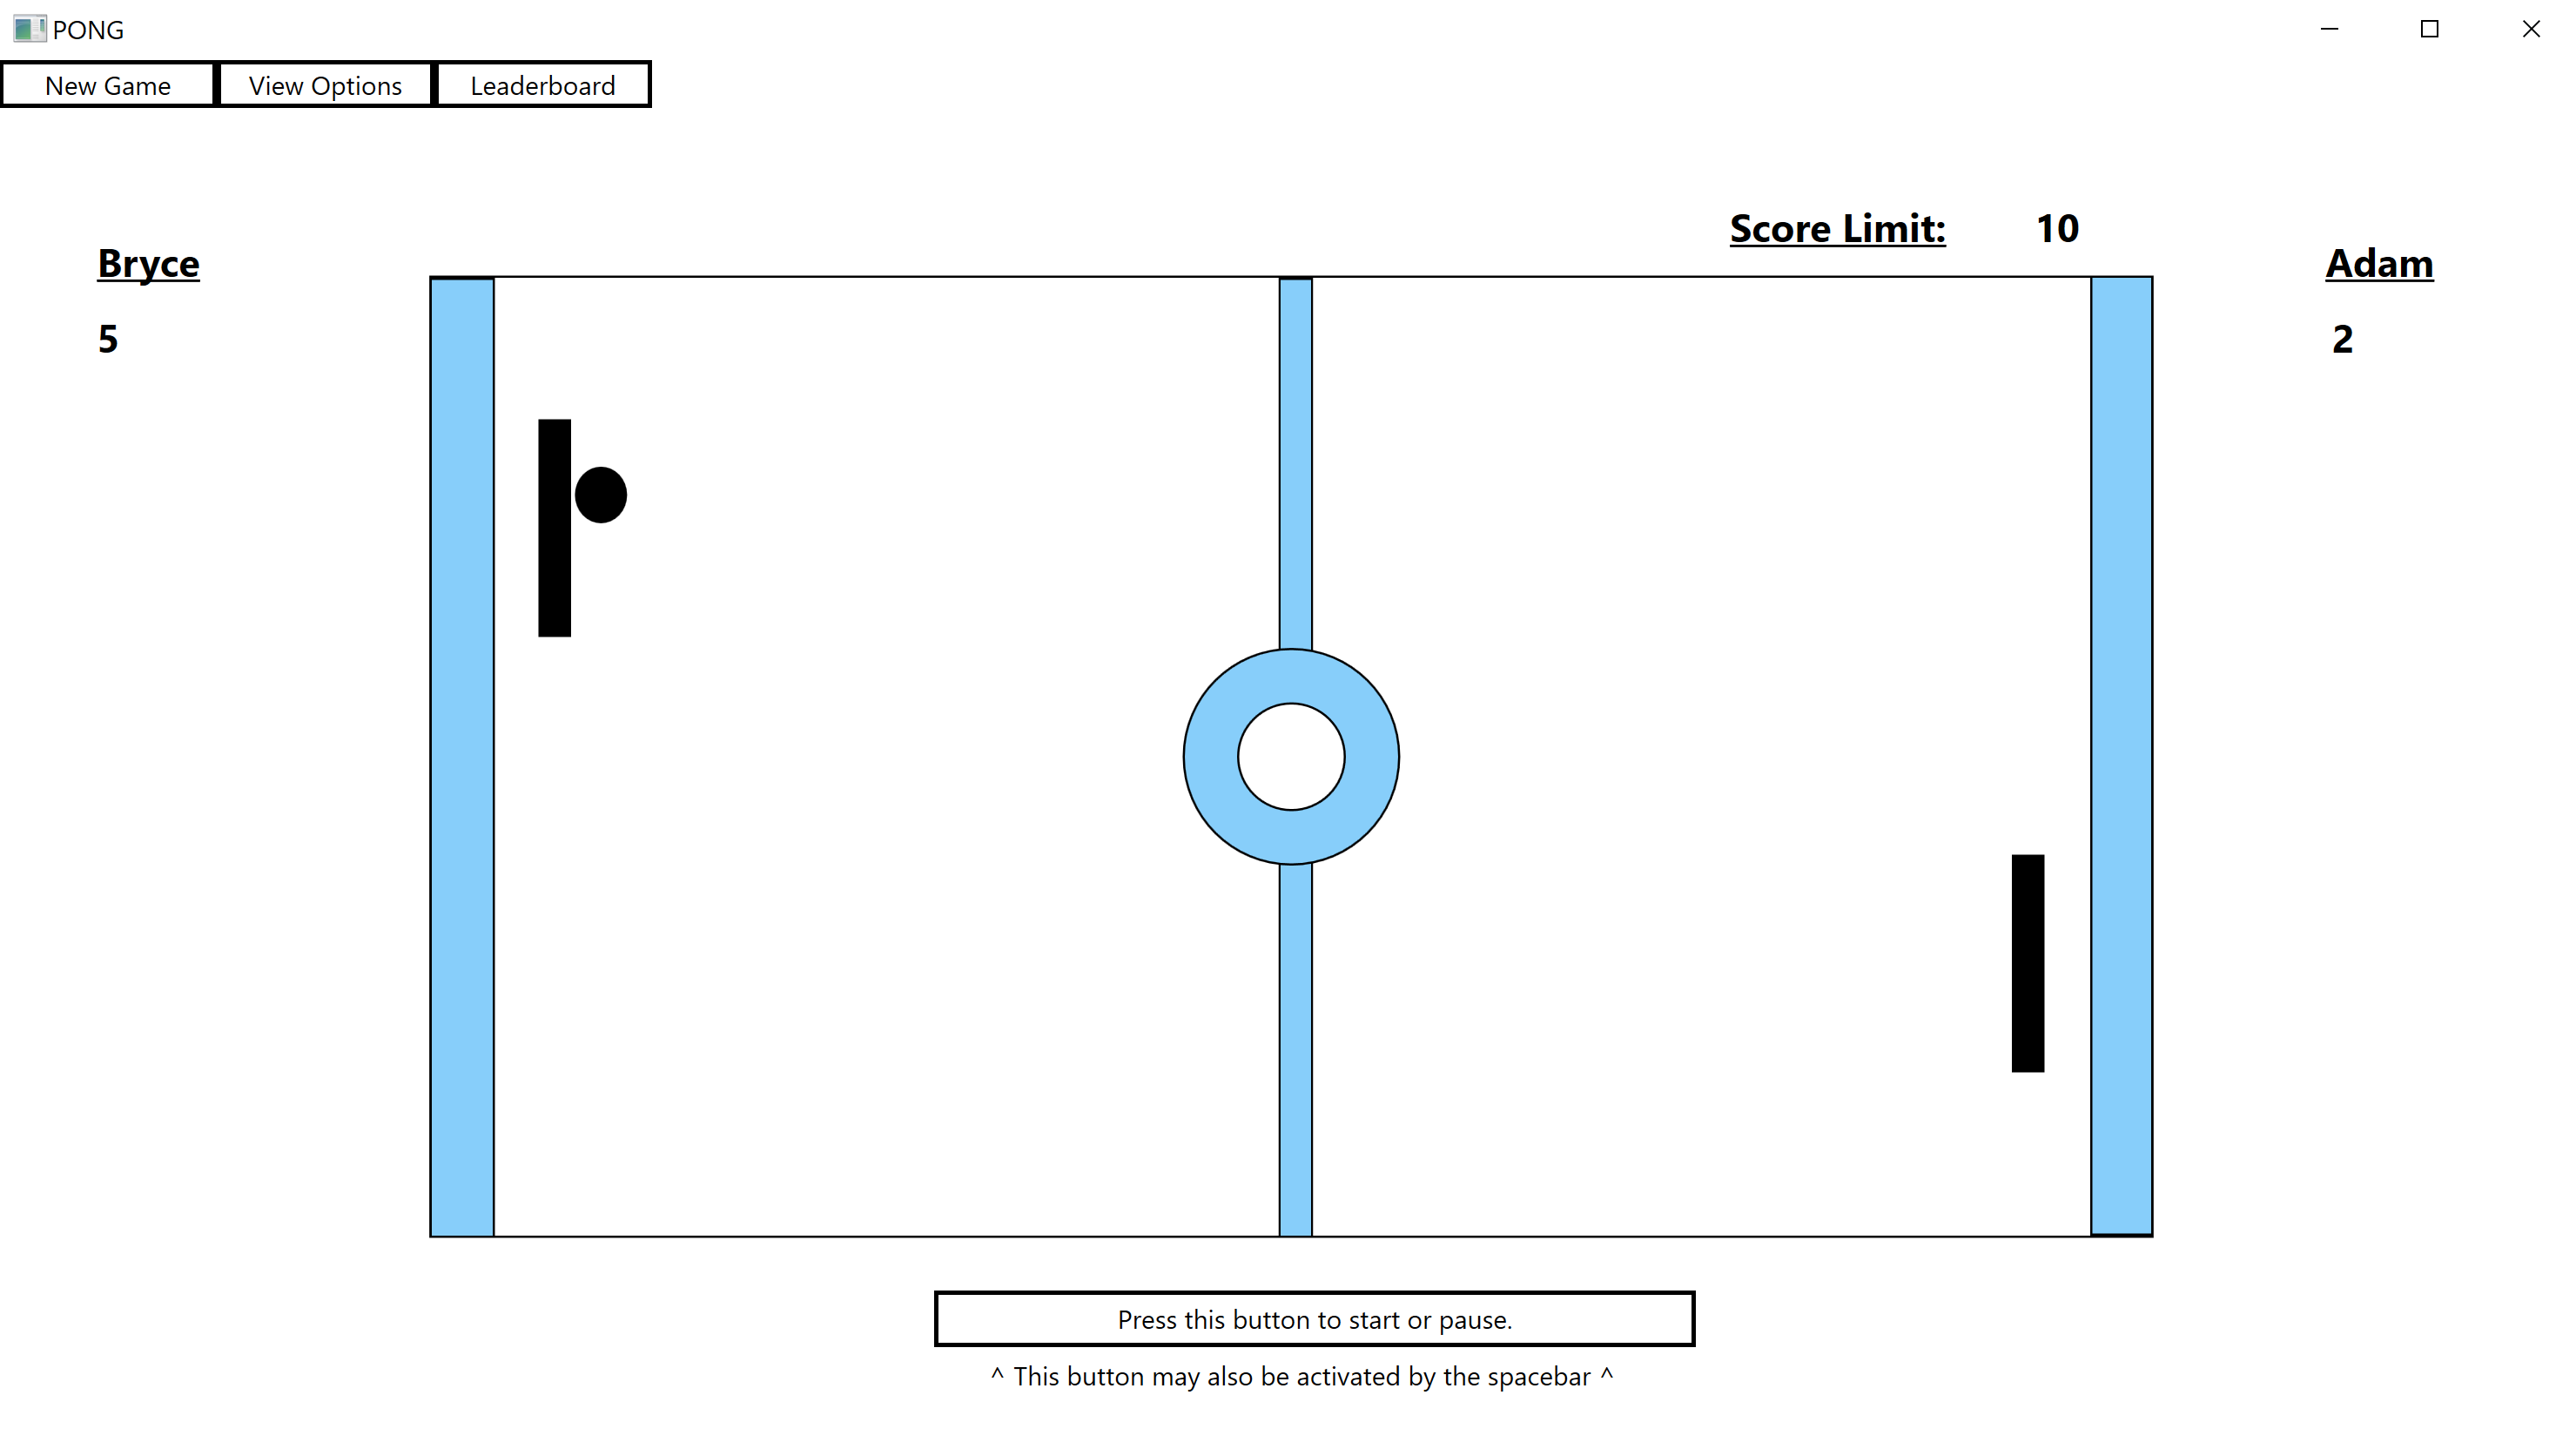 PONG
New Game View Options Leaderboard
Score Limit: 10
Bryce
Adam
5
2
Press this button to start or pause.
^ This button may also be activated by the spacebar ^